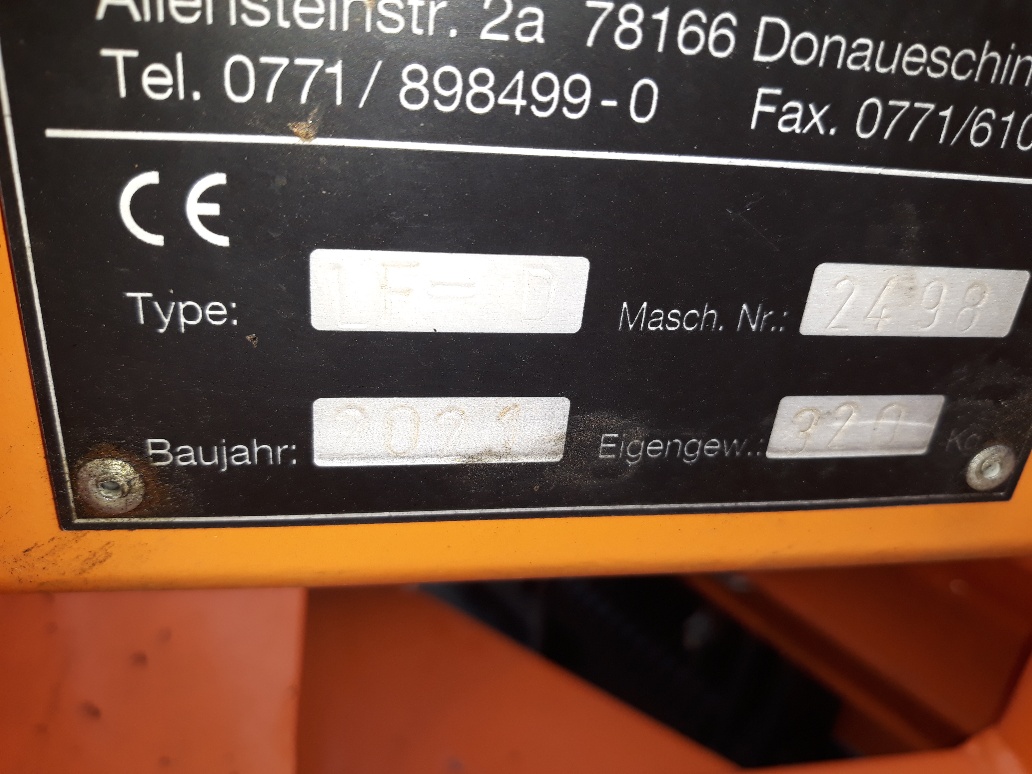 Allensteinstr. 2a 78166 Donaueschin
Tel. 0771/ 898499-0 Fax. 0771/610
CE
Type: LF=D Masch. Nr.: 2498
Baujahr: 2021 Eigengew.: 320 Kg